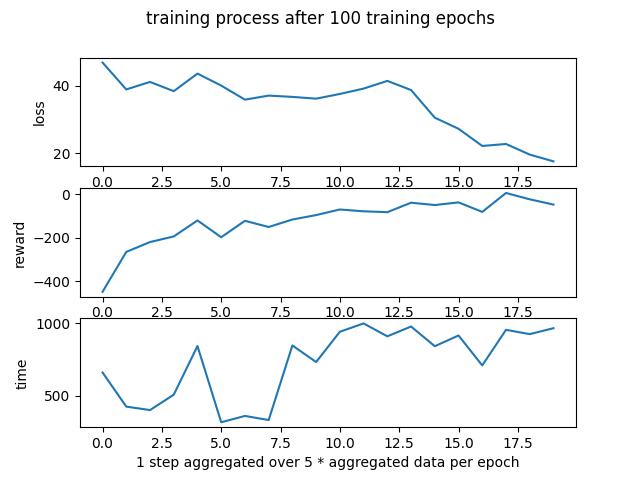 training process after 100 training epochs
40
20
loss
0.0 2.5 5.0 7.5 10.0 12.5 15.0 17.5
0
−200
−400
reward
0.0 2.5 5.0 7.5 10.0 12.5 15.0 17.5
1000
500
time
0.0 2.5 5.0 7.5 10.0 12.5 15.0 17.5
1 step aggregated over 5 * aggregated data per epoch